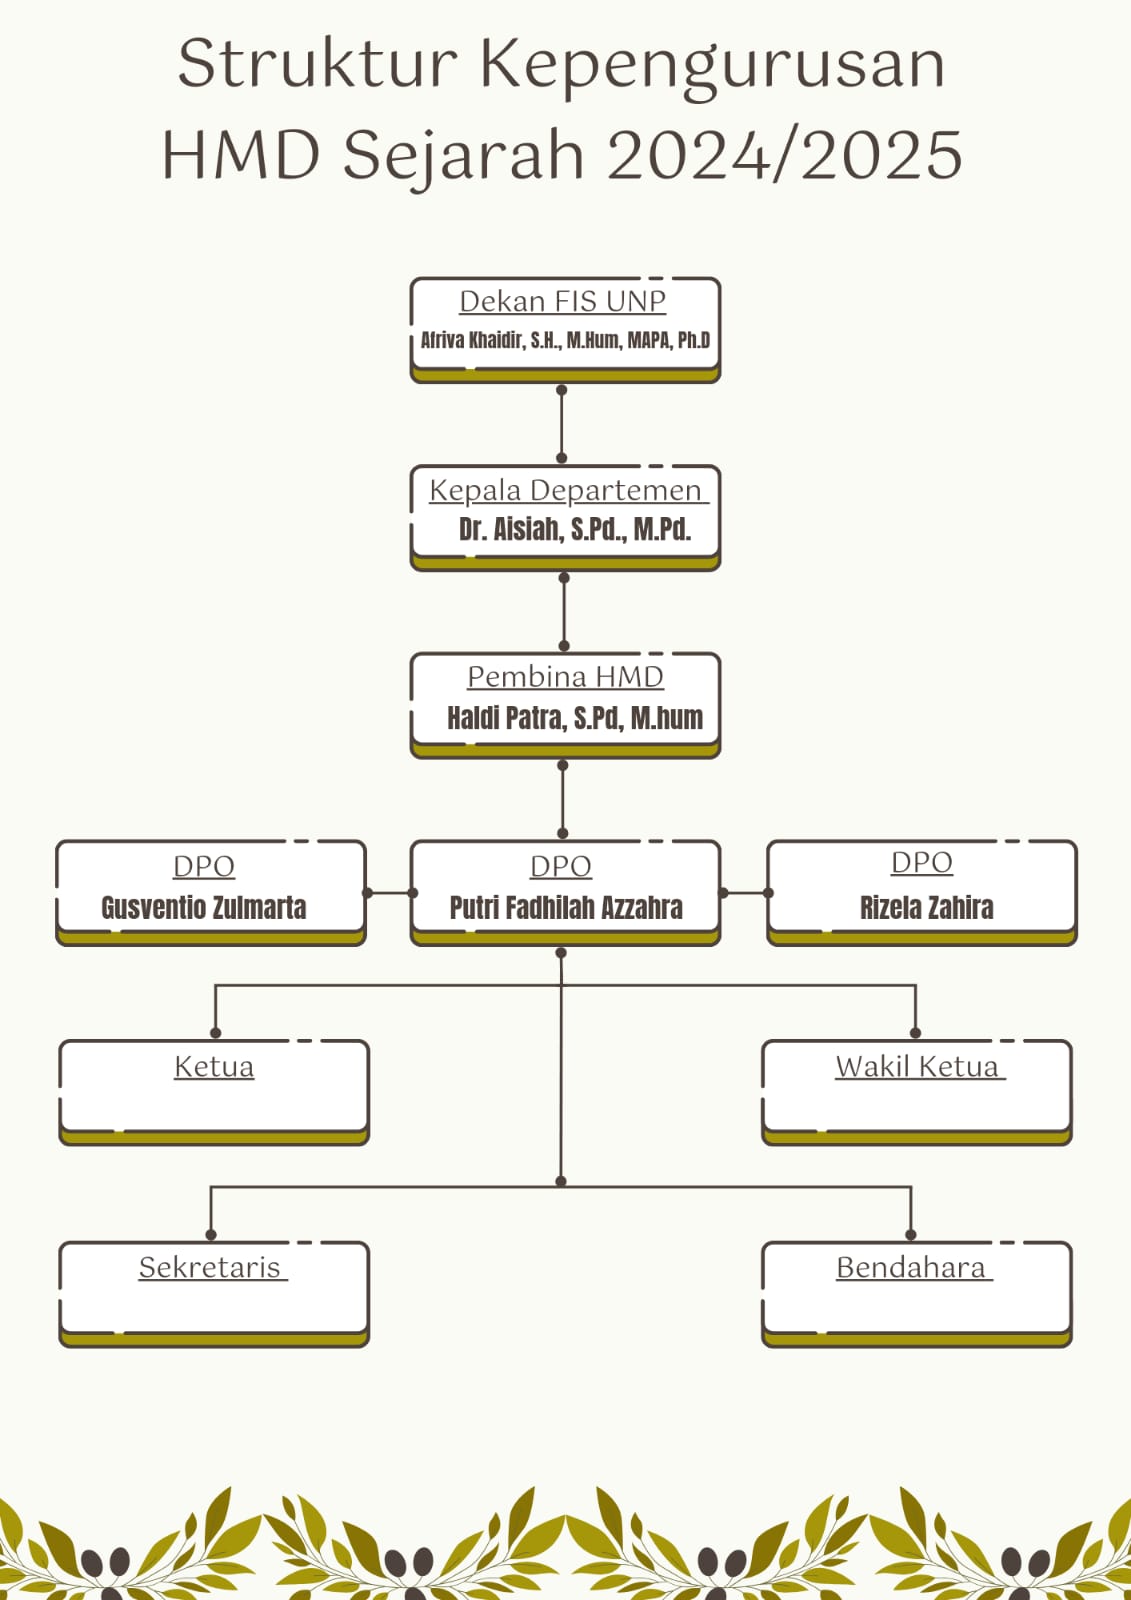 Struktur Kepengurusan
HMD Sejarah 2024/2025
Dekan FIS UNP
Afriva Khaidir, S.H., M.Hum, MAPA, Ph.D
Kepala Departemen
Dr. Aisiah, S.Pd., M.Pd.
Pembina HMD
Haldi Patra, S.Pd, M.hum
DPO
Gusventio Zulmarta
DPO
Putri Fadhilah Azzahra
DPO
Rizela Zahira
Ketua
Wakil Ketua
Sekretaris
Bendahara